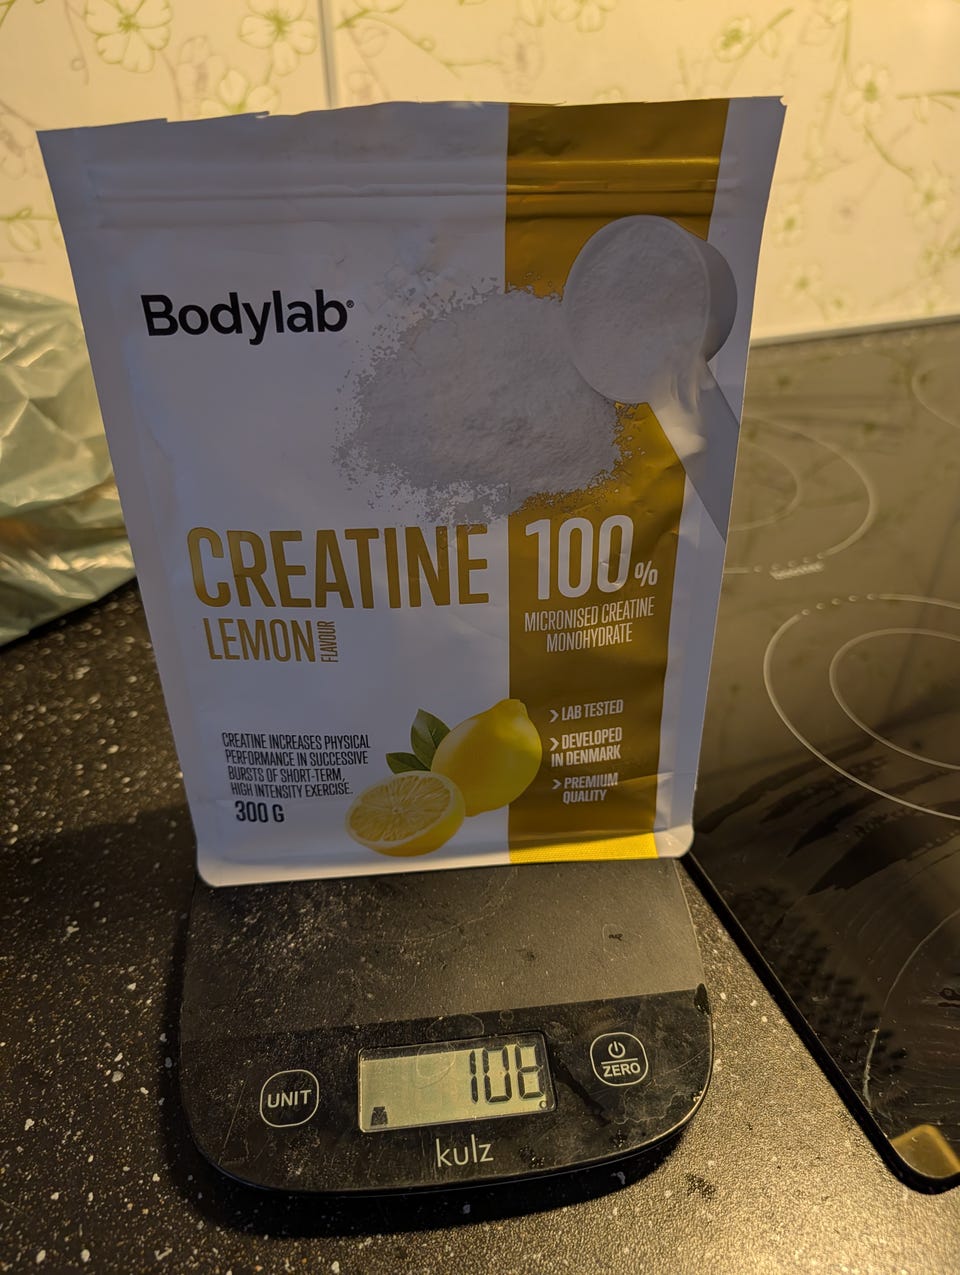 Bodylab®
CREATINE
LEMON
FLAVOUR
100%
MICRONISED CREATINE
MONOHYDRATE
LAB TESTED
DEVELOPED
IN DENMARK
PREMIUM
QUALITY
CREATINE INCREASES PHYSICAL
PERFORMANCE IN SUCCESSIVE
BURSTS OF SHORT-TERM,
HIGH INTENSITY EXERCISE.
300 G
UNIT
ZERO
kulz